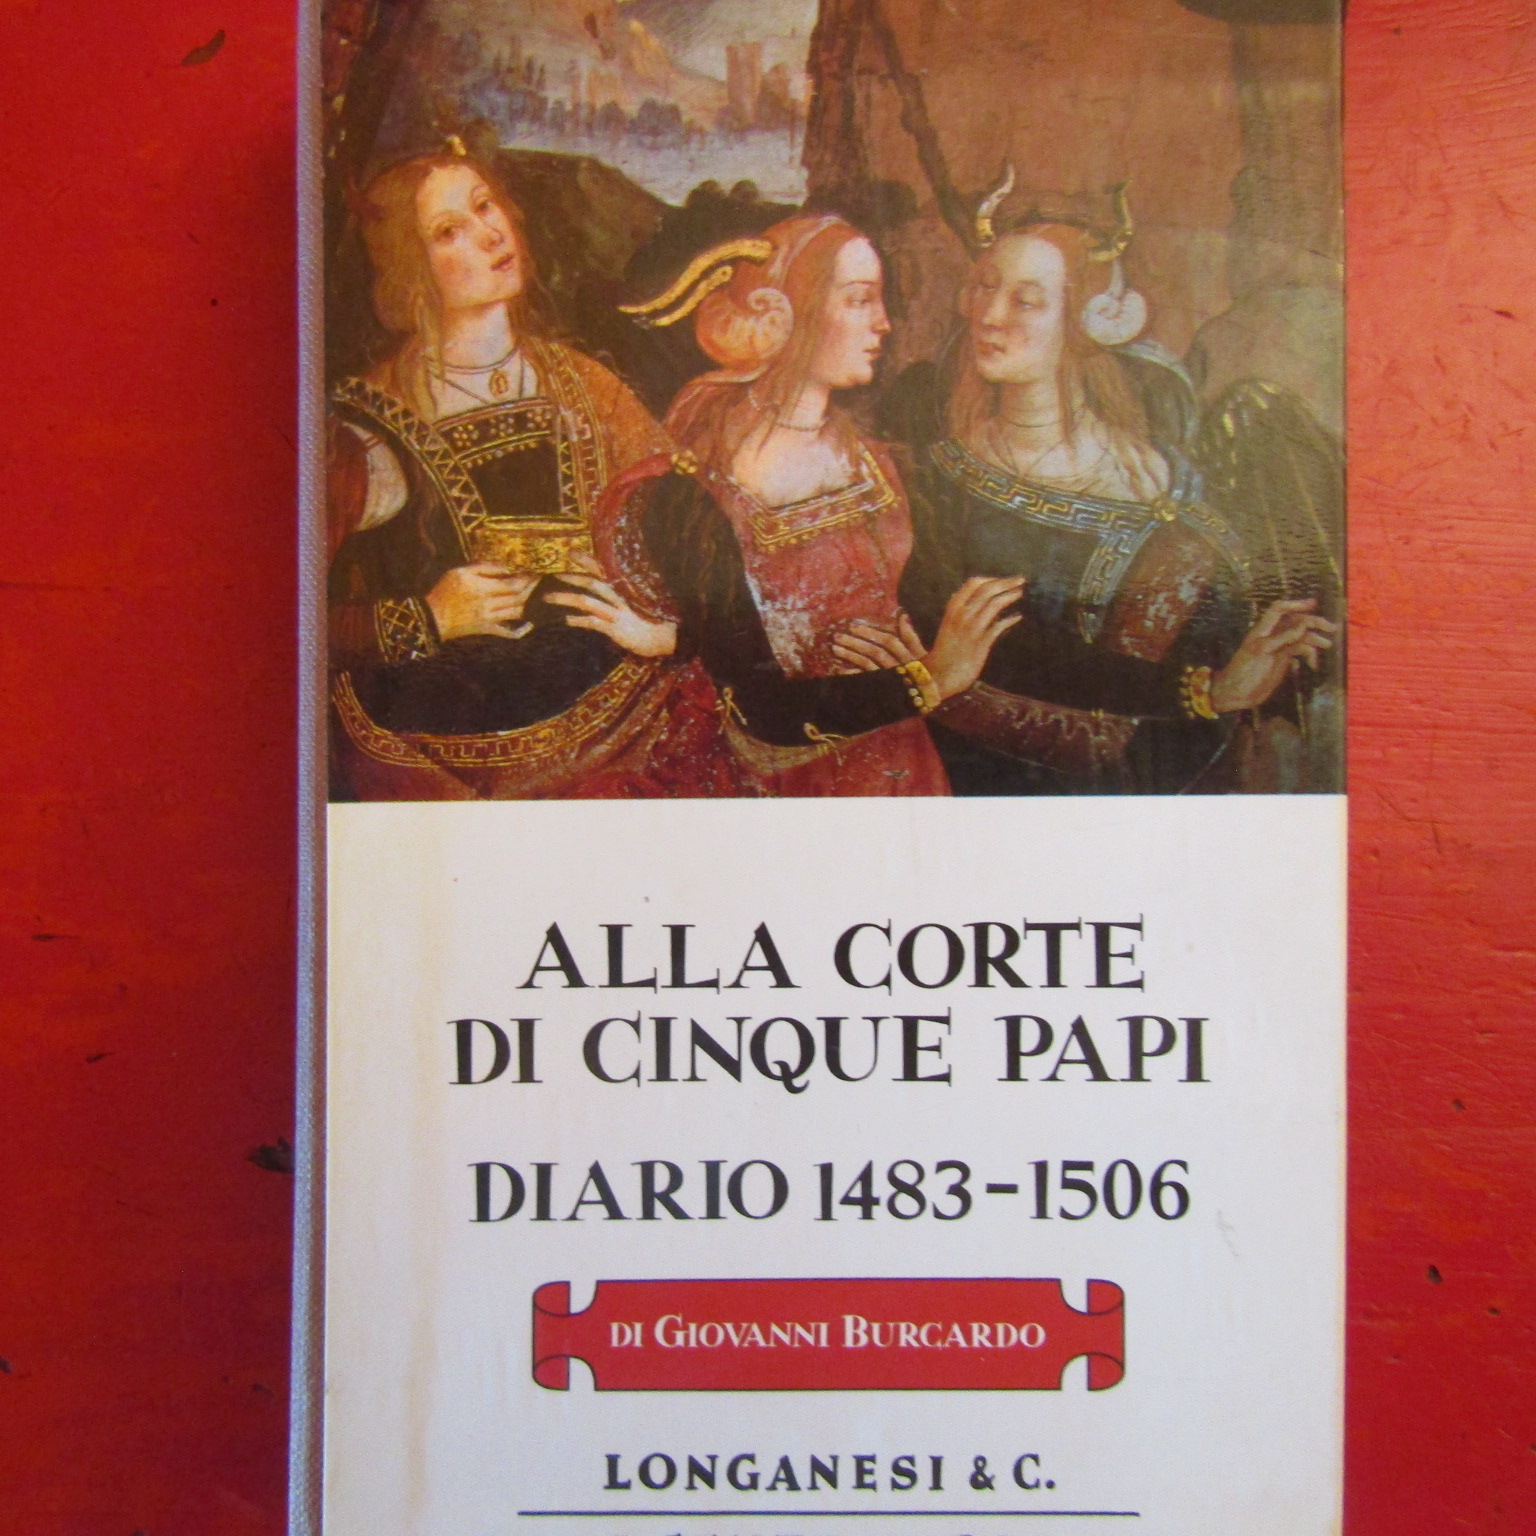 ALLA CORTE
DI CINQUE PAPI
DIARIO 1483-1506
DI GIOVANNI BURCARDO
LONGANESI & C.